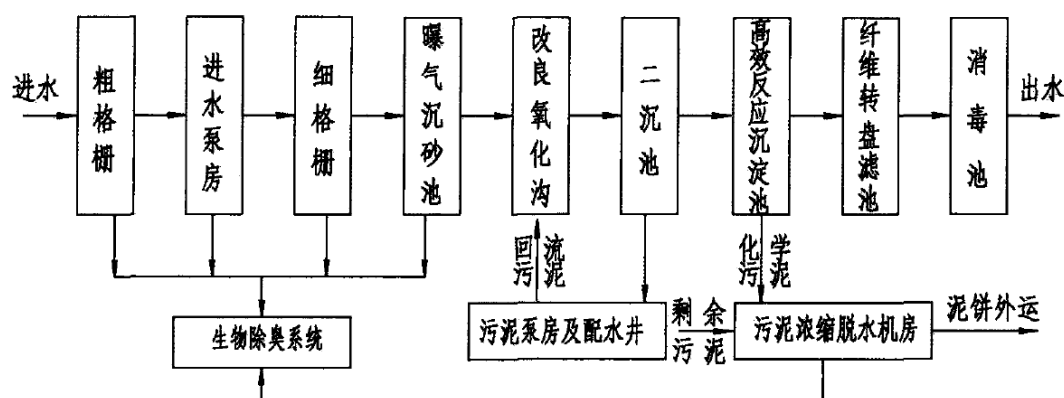 进水
粗格栅
进水泵房
细格栅
曝气沉砂池
改良氧化沟
二沉池
高效反应沉淀池
纤维转盘滤池
消毒池
出水
回流
污泥
化学
污泥
生物除臭系统
污泥泵房及配水井
剩余
污泥
污泥浓缩脱水机房
泥饼外运